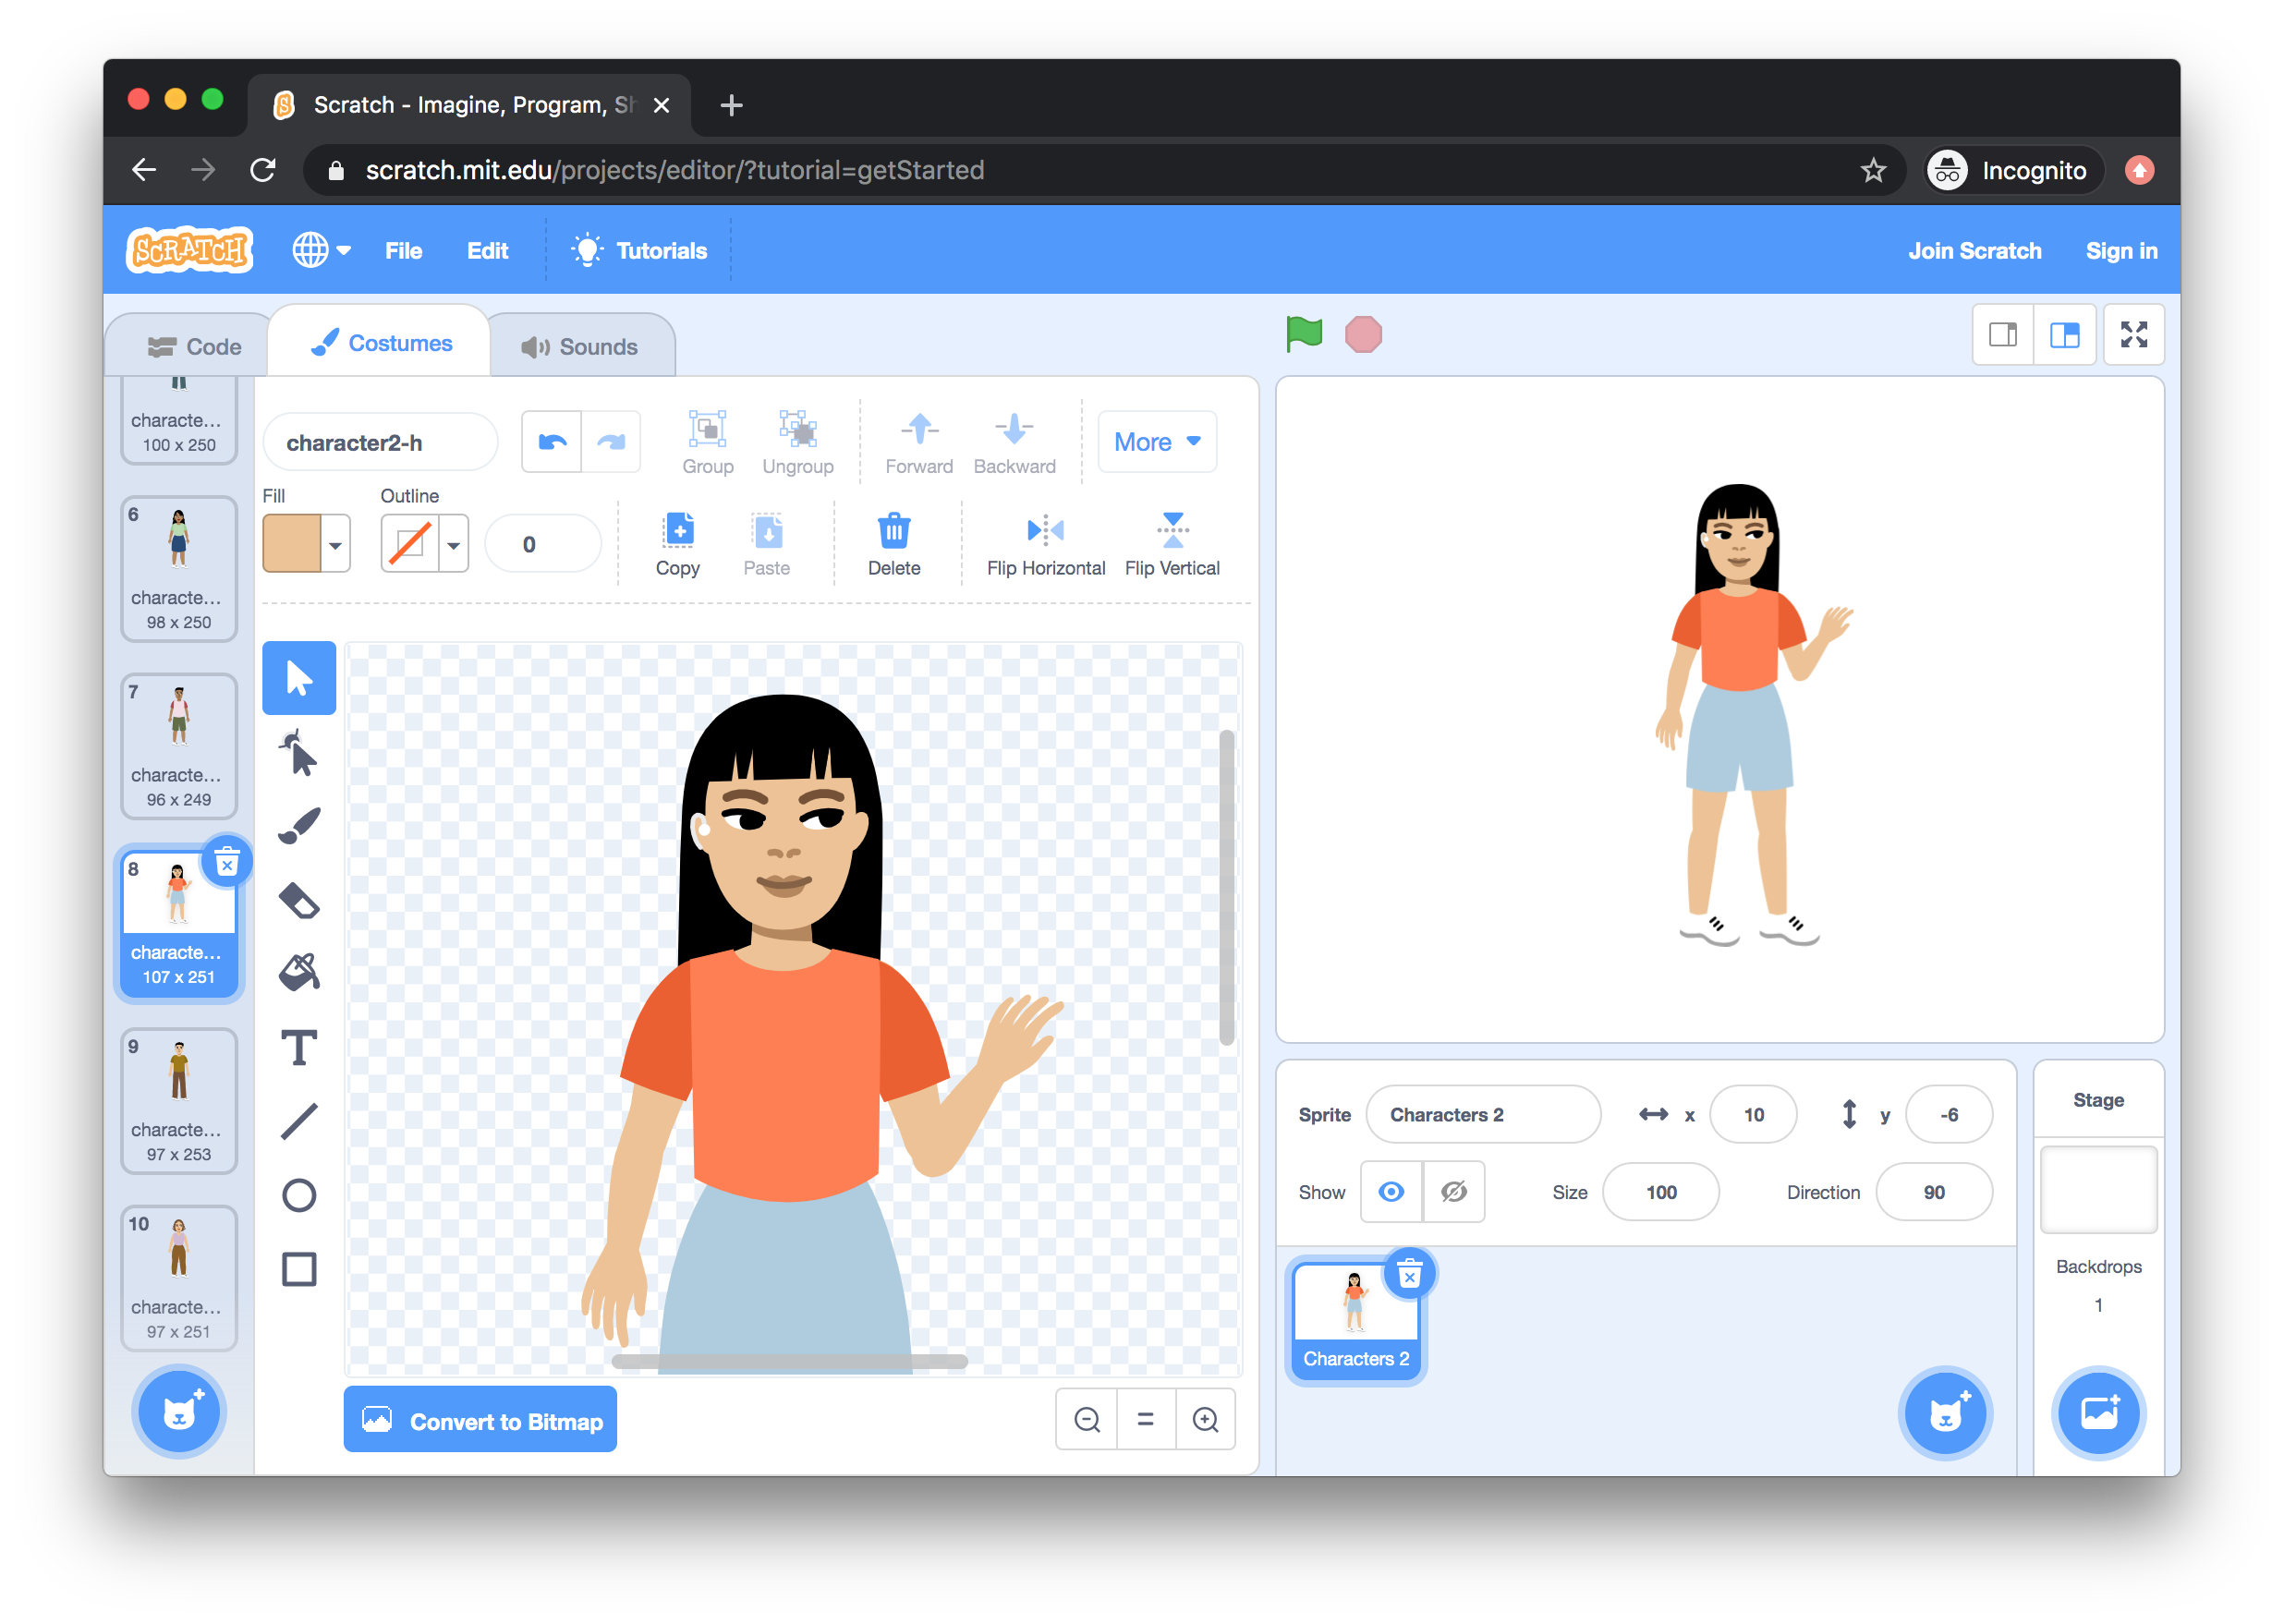 Scratch - Imagine, Program, Sh
scratch.mit.edu/projects/editor/?tutorial=getStarted
Incognito
SCRATCH
File
Edit
Tutorials
Join Scratch
Sign in
Code
Costumes
Sounds
characte...
100 x 250
6
characte...
98 x 250
7
characte...
96 x 249
8
characte...
107 x 251
9
characte...
97 x 253
10
characte...
97 x 251
character2-h
Group
Ungroup
Forward
Backward
More
Fill
Outline
0
Copy
Paste
Delete
Flip Horizontal
Flip Vertical
Convert to Bitmap
Sprite
Characters 2
x
10
y
-6
Show
Size
100
Direction
90
Characters 2
Stage
Backdrops
1